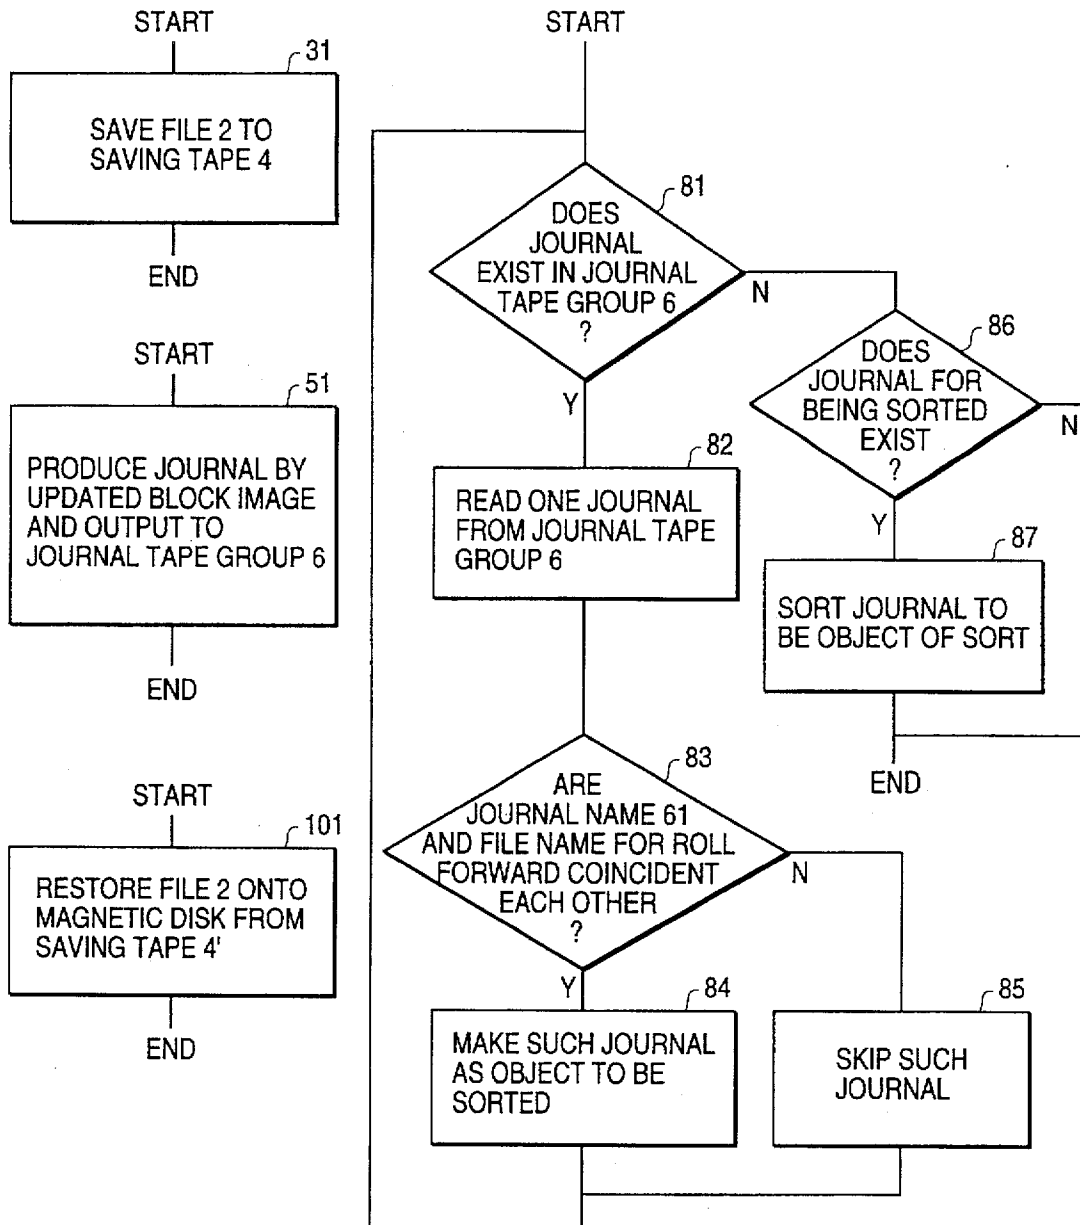 START
31
SAVE FILE 2 TO
SAVING TAPE 4
END
START
51
PRODUCE JOURNAL BY
UPDATED BLOCK IMAGE
AND OUTPUT TO
JOURNAL TAPE GROUP 6
END
START
101
RESTORE FILE 2 ONTO
MAGNETIC DISK FROM
SAVING TAPE 4'
END
START
81
DOES
JOURNAL
EXIST IN JOURNAL
TAPE GROUP 6
?
N
Y
82
READ ONE JOURNAL
FROM JOURNAL TAPE
GROUP 6
83
ARE
JOURNAL NAME 61
AND FILE NAME FOR ROLL
FORWARD COINCIDENT
EACH OTHER
?
N
Y
84
MAKE SUCH JOURNAL
AS OBJECT TO BE
SORTED
85
SKIP SUCH
JOURNAL
86
DOES
JOURNAL FOR
BEING SORTED
EXIST
?
N
Y
87
SORT JOURNAL TO
BE OBJECT OF SORT
END